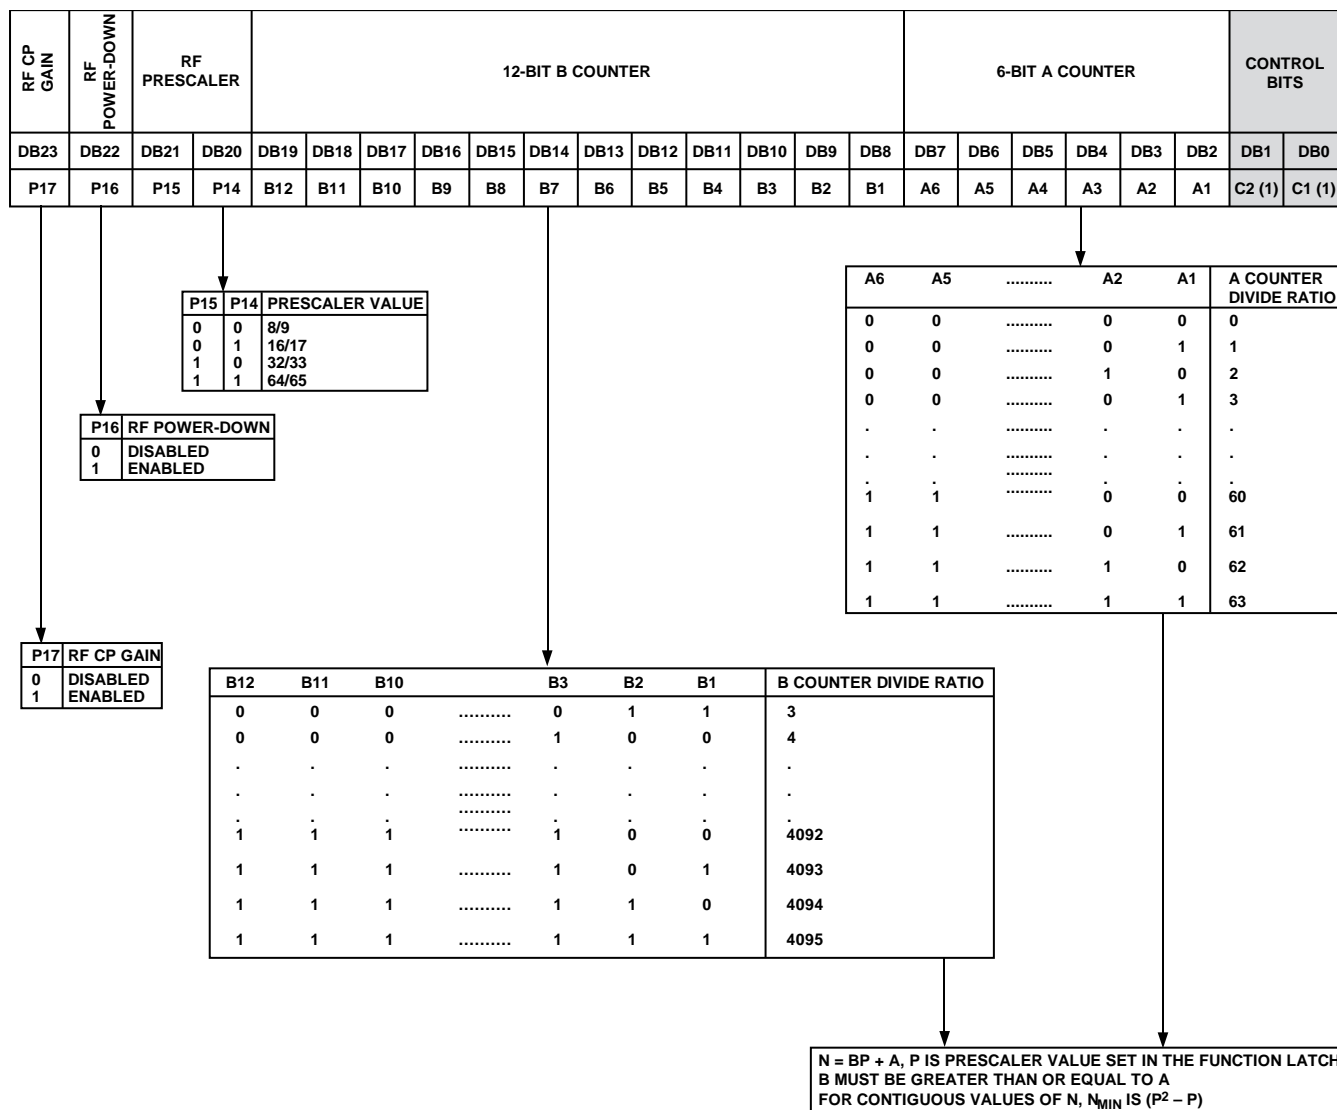 RF CP GAIN
RF POWER-DOWN
RF PRESCALER
12-BIT B COUNTER
6-BIT A COUNTER
CONTROL BITS
DB23 DB22 DB21 DB20 DB19 DB18 DB17 DB16 DB15 DB14 DB13 DB12 DB11 DB10 DB9 DB8 DB7 DB6 DB5 DB4 DB3 DB2 DB1 DB0
P17 P16 P15 P14 B12 B11 B10 B9 B8 B7 B6 B5 B4 B3 B2 B1 A6 A5 A4 A3 A2 A1 C2 (1) C1 (1)
A6 A5 .......... A2 A1 A COUNTER DIVIDE RATIO
0 0 .......... 0 0 0
0 0 .......... 0 1 1
0 0 .......... 1 0 2
0 0 .......... 0 1 3
. . .......... . . .
. . .......... . . .
. . .......... . . .
1 1 .......... 0 0 60
1 1 .......... 0 1 61
1 1 .......... 1 0 62
1 1 .......... 1 1 63
P15 P14 PRESCALER VALUE
0 0 8/9
0 1 16/17
1 0 32/33
1 1 64/65
P16 RF POWER-DOWN
0 DISABLED
1 ENABLED
P17 RF CP GAIN
0 DISABLED
1 ENABLED
B12 B11 B10 B3 B2 B1 B COUNTER DIVIDE RATIO
0 0 0 .......... 0 1 1 3
0 0 0 .......... 1 0 0 4
. . . .......... . . . .
. . . .......... . . . .
. . . .......... . . . .
1 1 1 .......... 1 0 0 4092
1 1 1 .......... 1 0 1 4093
1 1 1 .......... 1 1 0 4094
1 1 1 .......... 1 1 1 4095
N = BP + A, P IS PRESCALER VALUE SET IN THE FUNCTION LATCH
B MUST BE GREATER THAN OR EQUAL TO A
FOR CONTIGUOUS VALUES OF N, NMIN IS (P² – P)